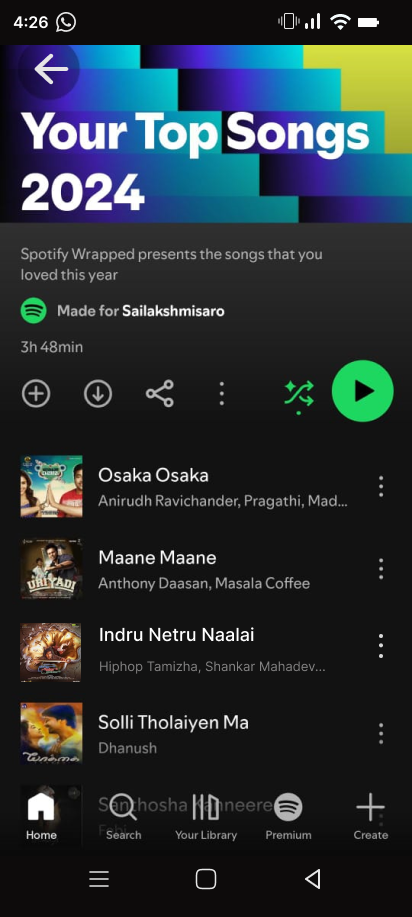 4:26
Your Top Songs
2024
Spotify Wrapped presents the songs that you
loved this year
Made for Sailakshmisaro
3h 48min
Osaka Osaka
Anirudh Ravichander, Pragathi, Mad...
Maane Maane
Anthony Daasan, Masala Coffee
URIYADI
Indru Netru Naalai
Hiphop Tamizha, Shankar Mahadev...
Solli Tholaiyen Ma
Dhanush
Santhosha Kanneere
Home
Search
Your Library
Premium
Create